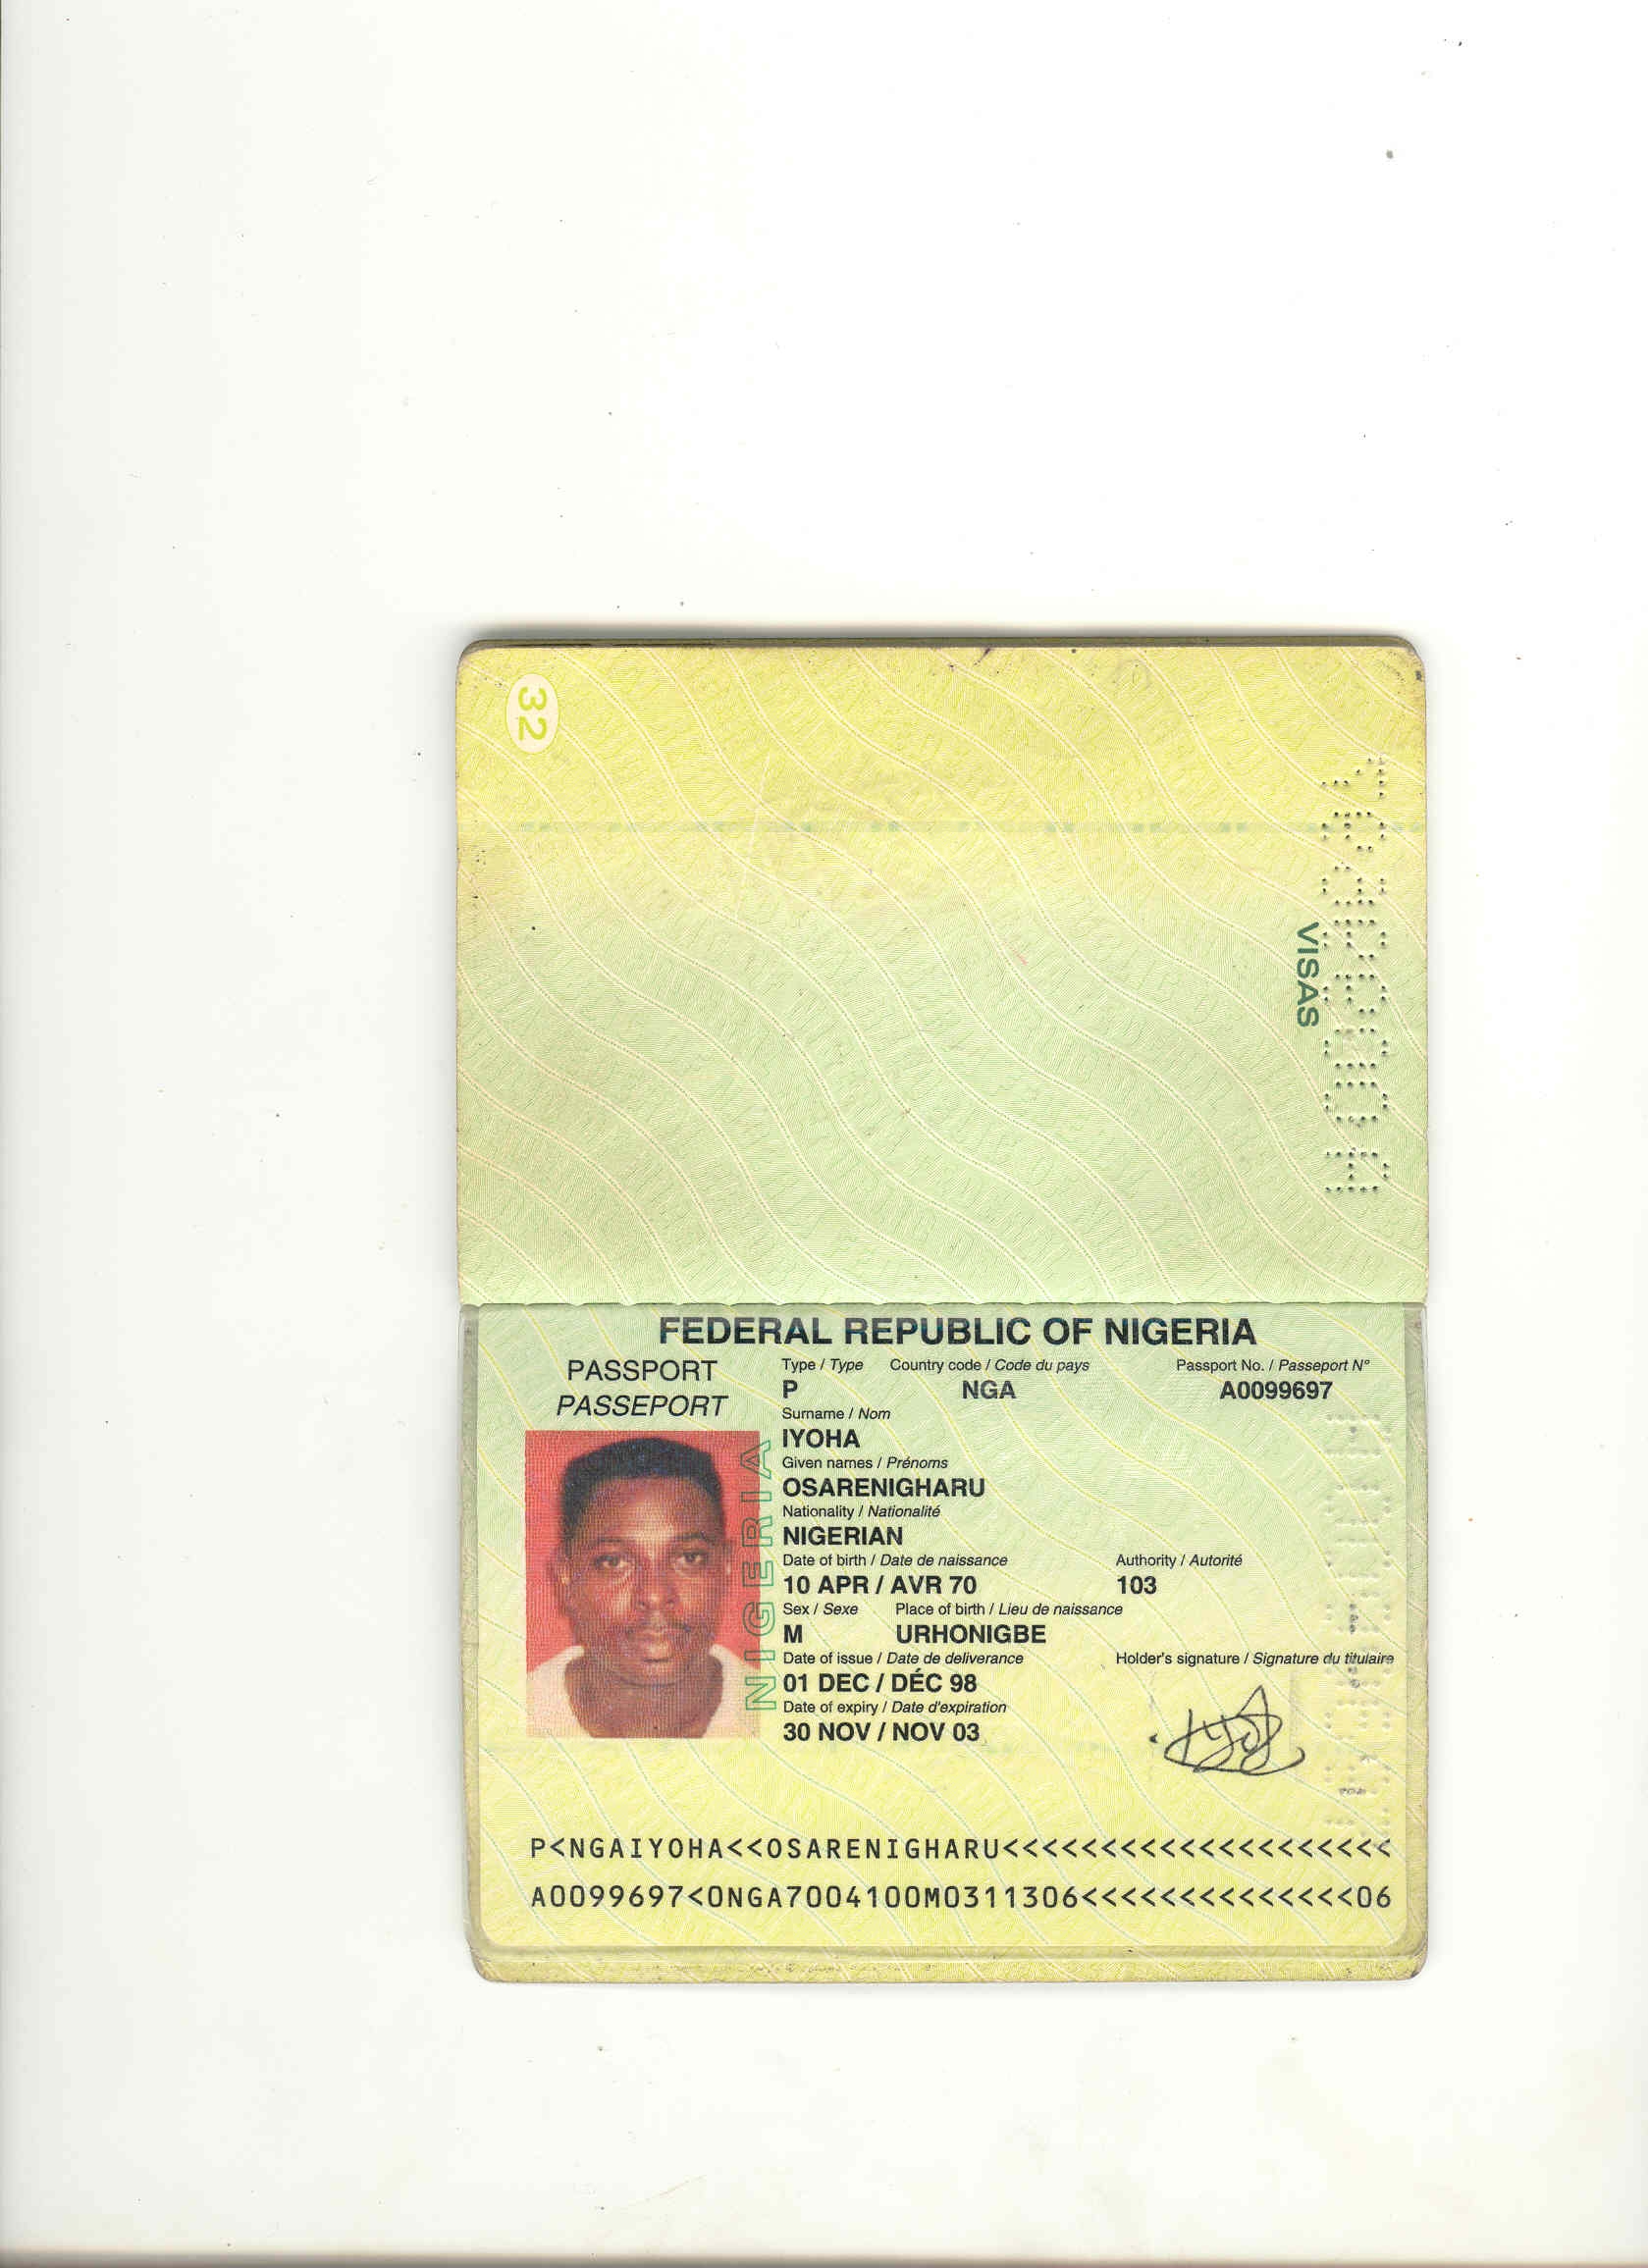 32
VISAS
FEDERAL REPUBLIC OF NIGERIA
PASSPORT
PASSEPORT
Type / Type Country code / Code du pays Passport No. / Passeport N°
P NGA A0099697
Surname / Nom
IYOHA
Given names / Prénoms
OSARENIGHARU
Nationality / Nationalité
NIGERIAN
Date of birth / Date de naissance Authority / Autorité
10 APR / AVR 70 103
Sex / Sexe Place of birth / Lieu de naissance
M URHONIGBE
Date of issue / Date de deliverance Holder's signature / Signature du titulaire
01 DEC / DÉC 98
Date of expiry / Date d'expiration
30 NOV / NOV 03
NIGERIA
P<NGAIYOHA<<OSARENIGHARU<<<<<<<<<<<<<<<<<<<<
A0099697<0NGA7004100M0311306<<<<<<<<<<<<<<06